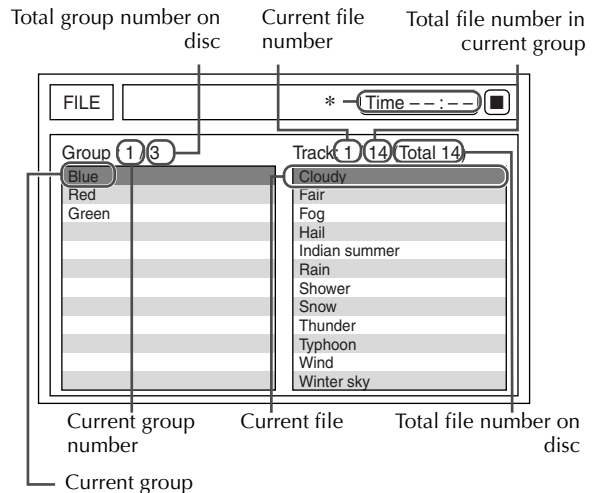 Total group number on
disc
Current file
number
Total file number in
current group
FILE
* Time – – : – –
Group 1 / 3
Track 1 / 14 (Total 14)
Blue
Red
Green
Cloudy
Fair
Fog
Hail
Indian summer
Rain
Shower
Snow
Thunder
Typhoon
Wind
Winter sky
Current group
number
Current file
Total file number on
disc
Current group